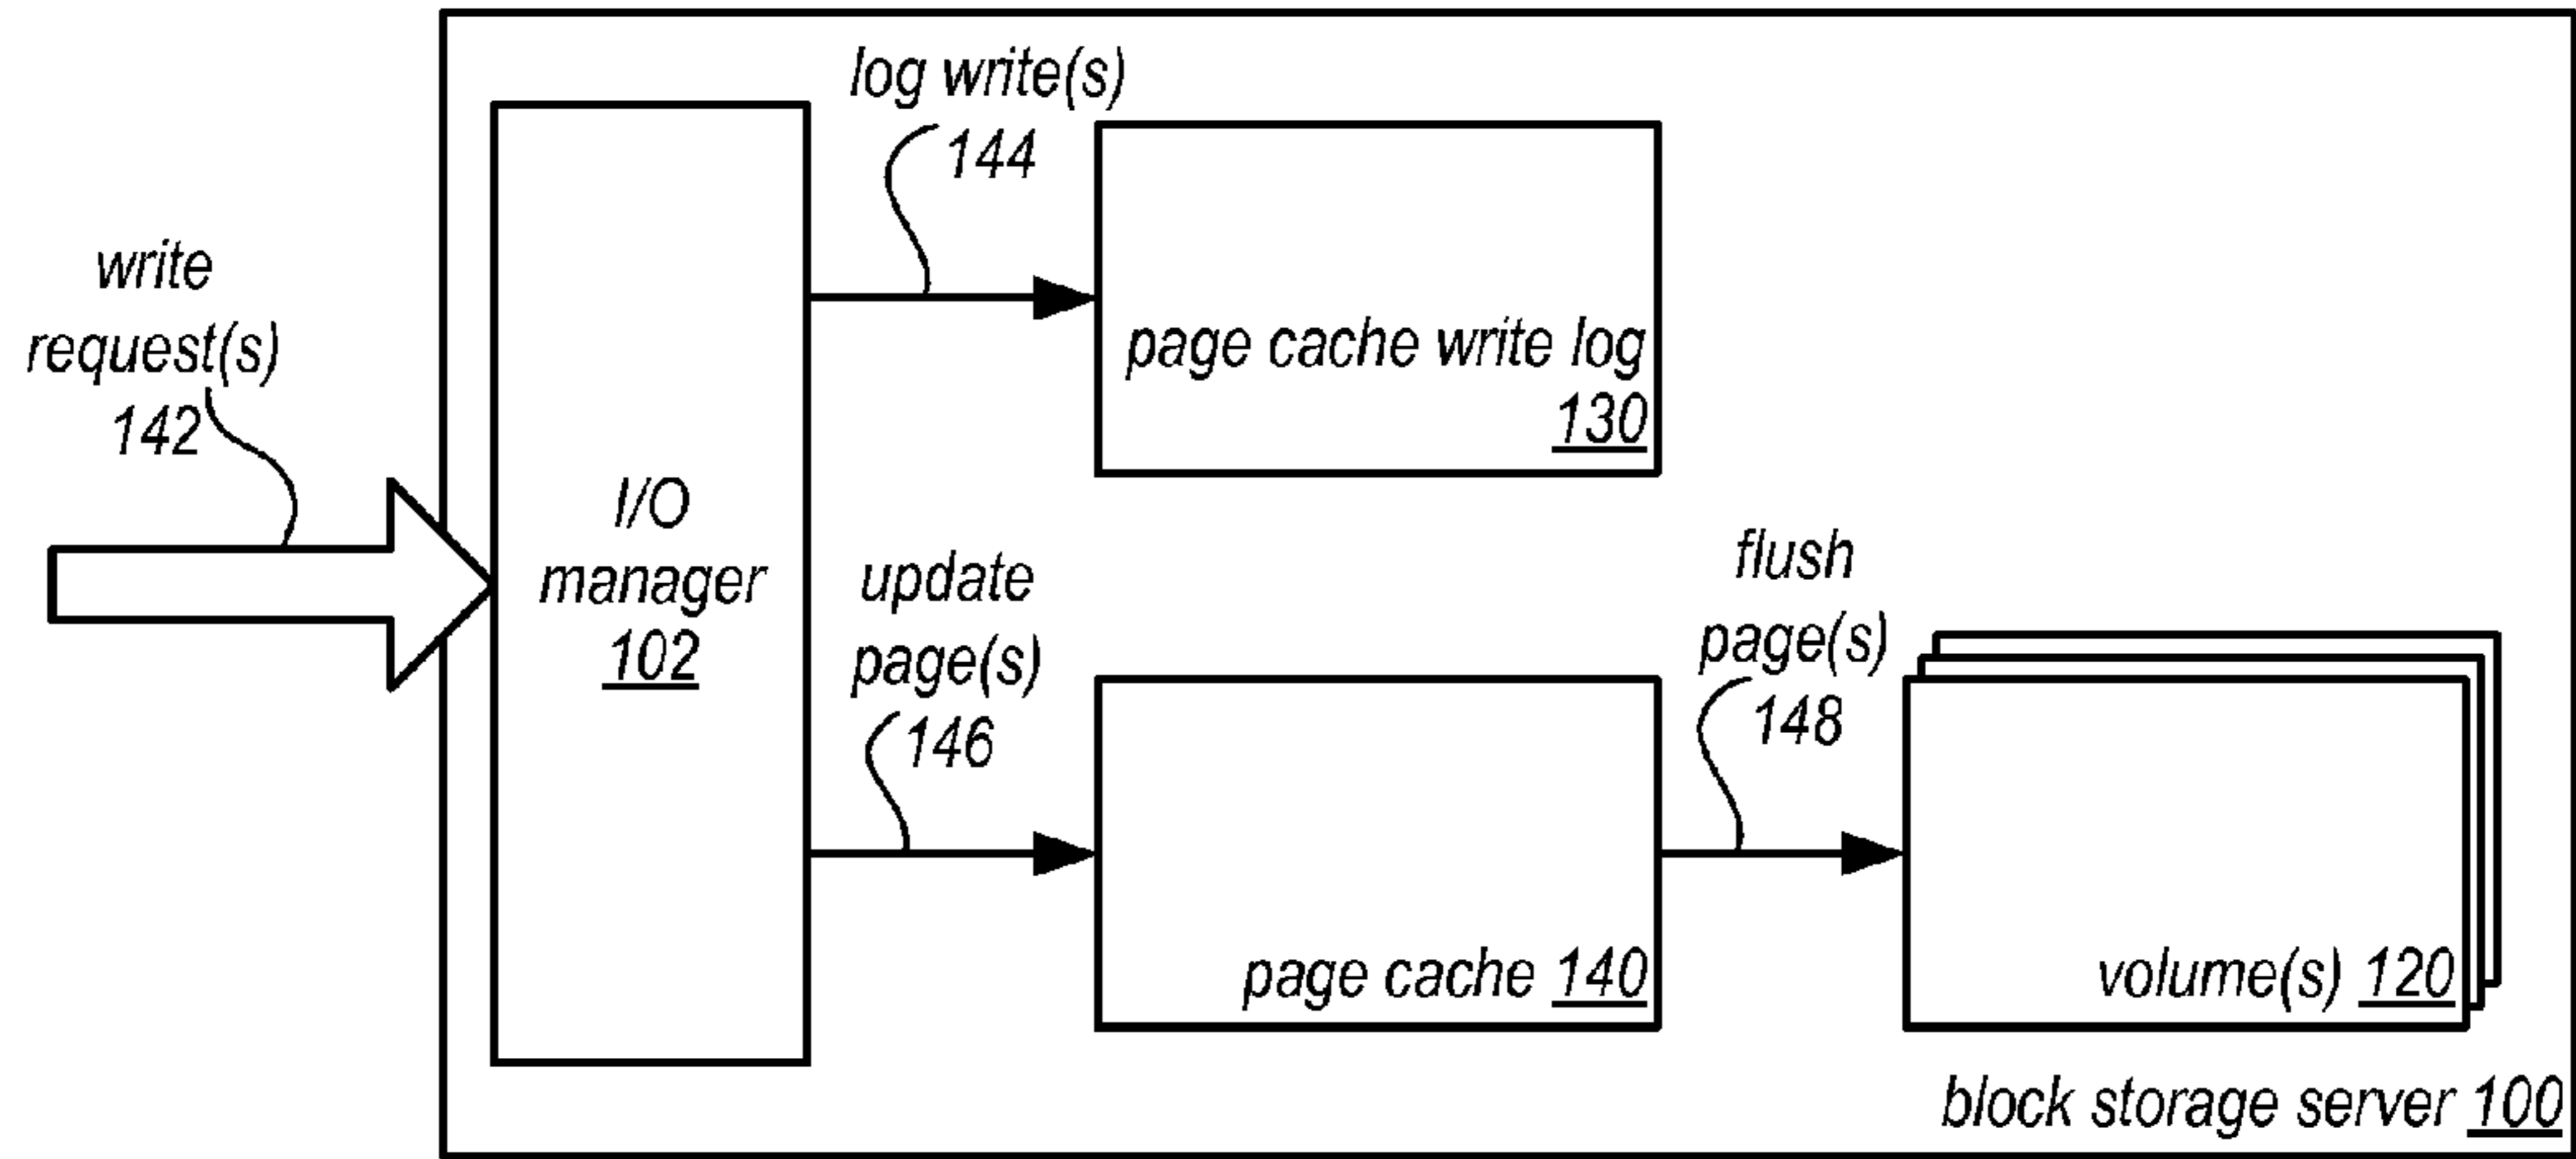 log write(s)
144
write
request(s)
142
page cache write log
130
I/O
manager
102
update
page(s)
146
flush
page(s)
148
page cache 140
volume(s) 120
block storage server 100